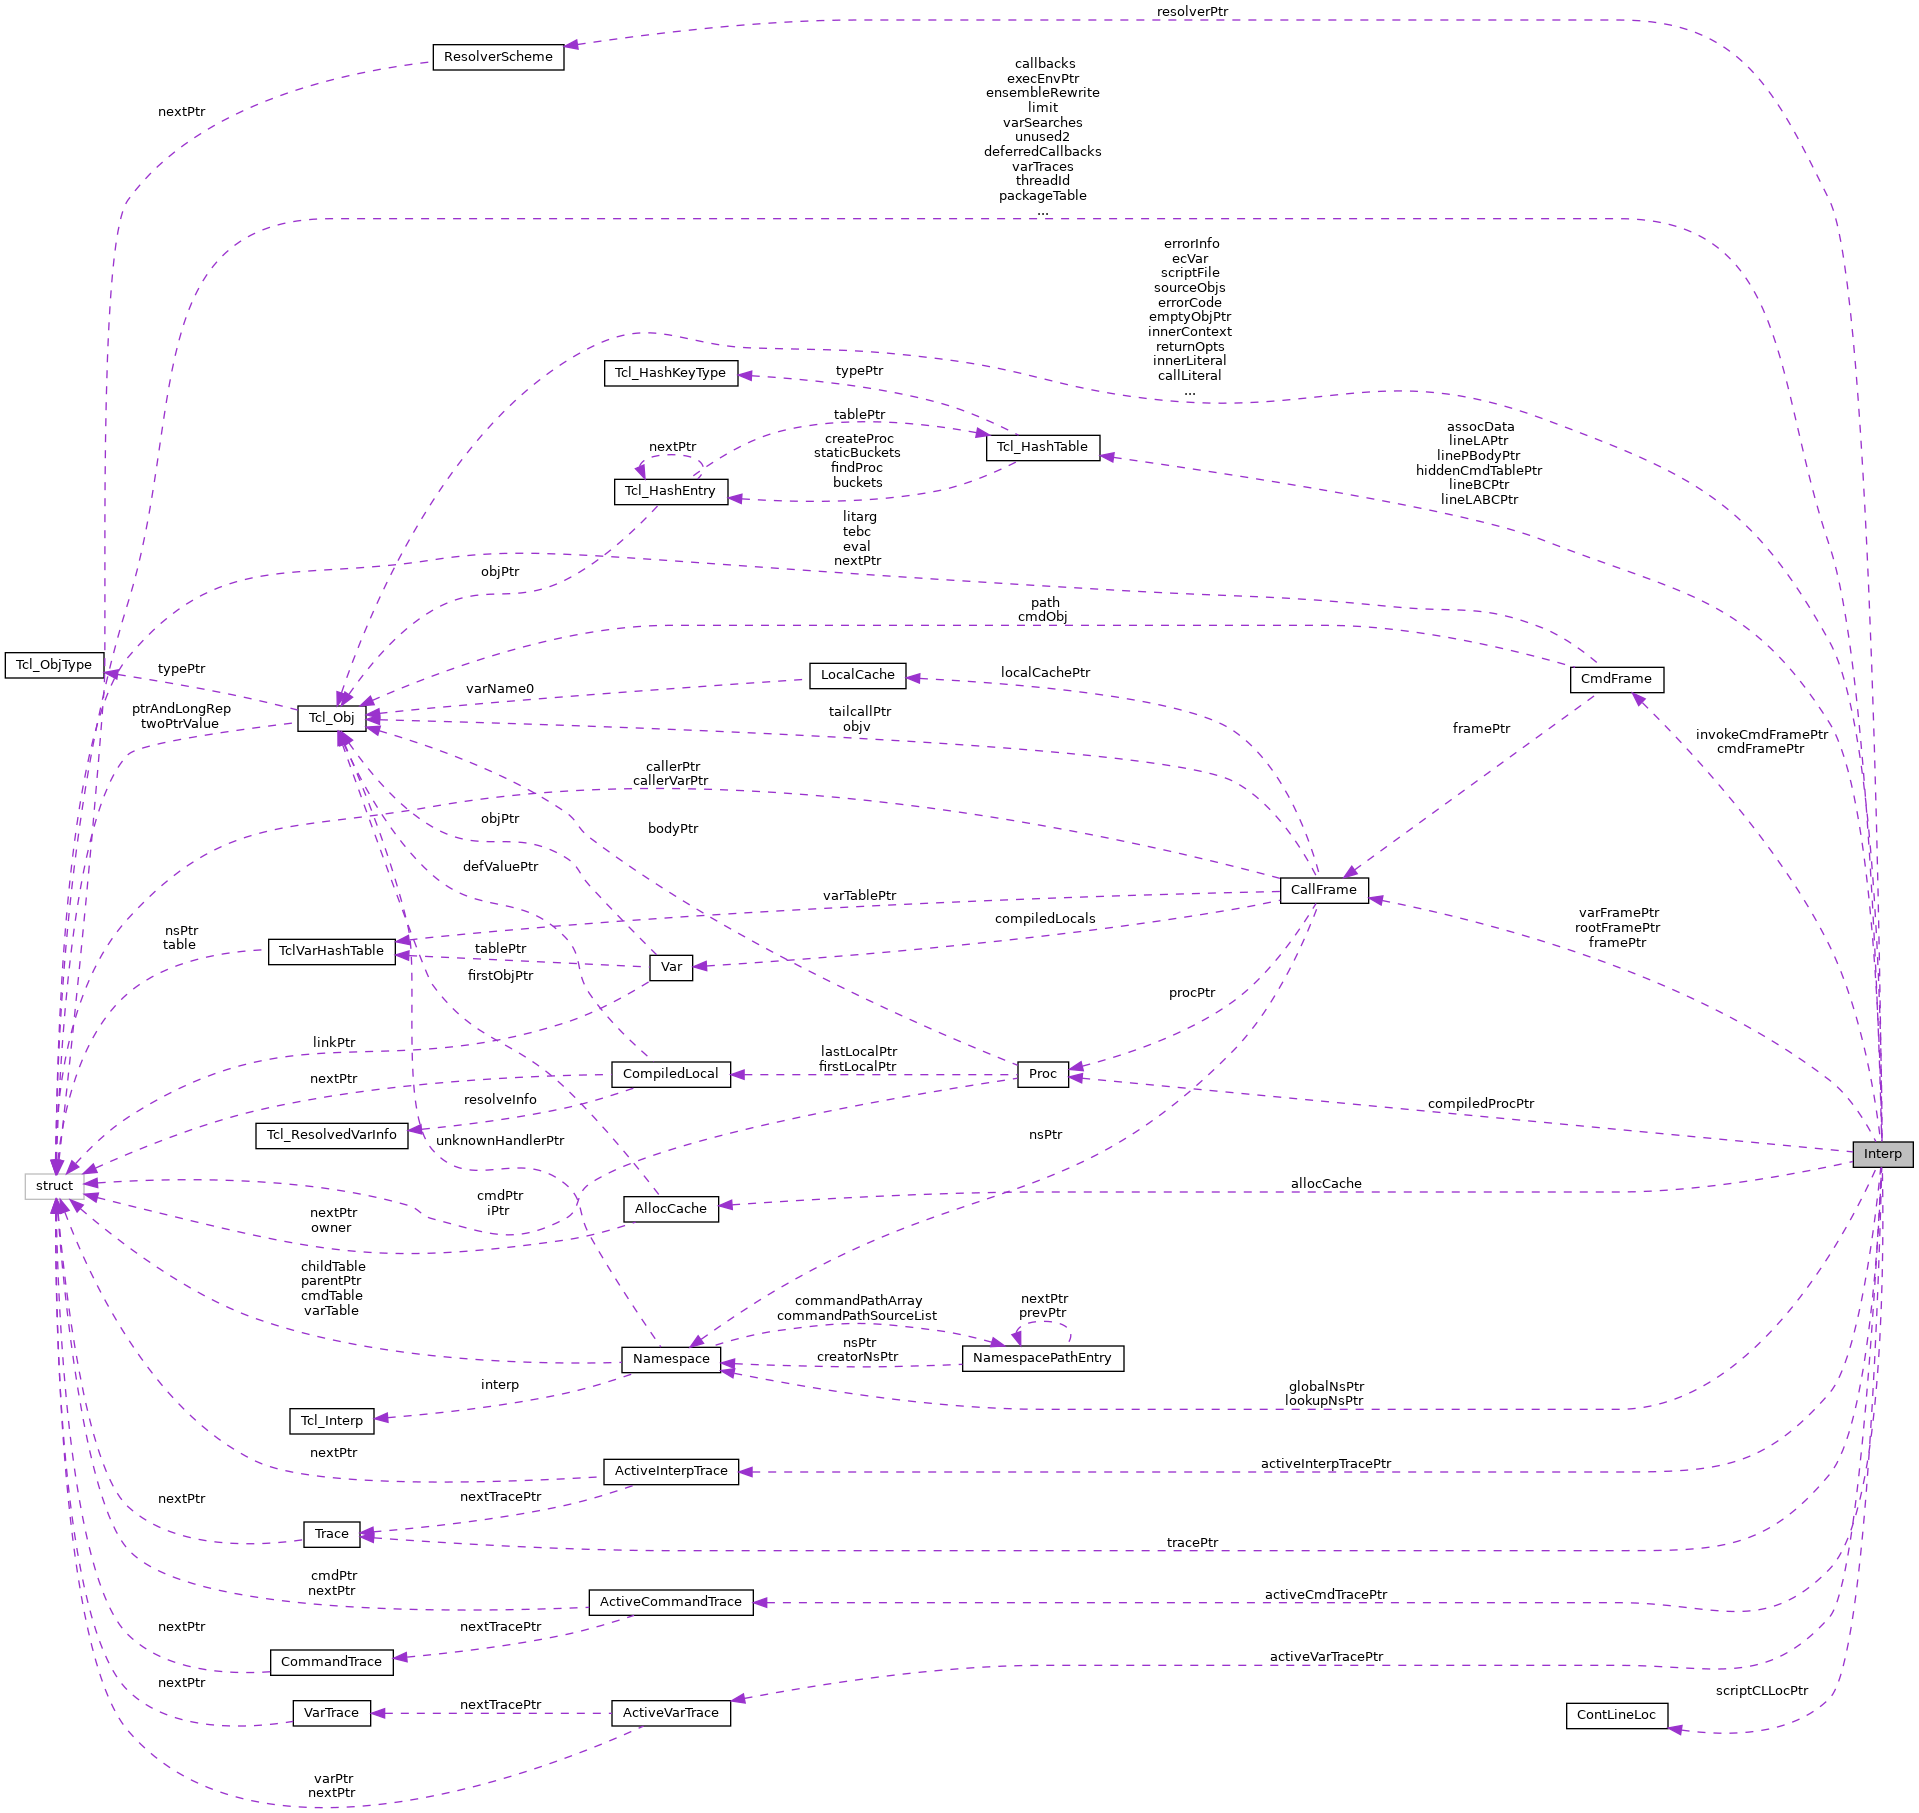 resolverPtr
ResolverScheme
nextPtr
callbacks
execEnvPtr
ensembleRewrite
limit
varSearches
unused2
deferredCallbacks
varTraces
threadId
packageTable
...
errorInfo
ecVar
scriptFile
sourceObjs
errorCode
emptyObjPtr
innerContext
returnOpts
innerLiteral
callLiteral
...
Tcl_HashKeyType
typePtr
tablePtr
nextPtr
createProc
staticBuckets
findProc
buckets
Tcl_HashTable
Tcl_HashEntry
assocData
lineLAPtr
linePBodyPtr
hiddenCmdTablePtr
lineBCPtr
lineLABCPtr
litarg
tebc
eval
nextPtr
objPtr
path
cmdObj
Tcl_ObjType
typePtr
LocalCache
localCachePtr
CmdFrame
varName0
ptrAndLongRep
twoPtrValue
Tcl_Obj
tailcallPtr
objv
framePtr
invokeCmdFramePtr
cmdFramePtr
callerPtr
callerVarPtr
objPtr
bodyPtr
defValuePtr
varTablePtr
CallFrame
compiledLocals
varFramePtr
rootFramePtr
framePtr
nsPtr
table
TclVarHashTable
tablePtr
Var
firstObjPtr
procPtr
linkPtr
lastLocalPtr
firstLocalPtr
nextPtr
CompiledLocal
Proc
resolveInfo
compiledProcPtr
Tcl_ResolvedVarInfo
unknownHandlerPtr
nsPtr
Interp
struct
cmdPtr
iPtr
allocCache
AllocCache
nextPtr
owner
childTable
parentPtr
cmdTable
varTable
commandPathArray
commandPathSourceList
nextPtr
prevPtr
nsPtr
creatorNsPtr
Namespace
NamespacePathEntry
interp
globalNsPtr
lookupNsPtr
Tcl_Interp
nextPtr
ActiveInterpTrace
activeInterpTracePtr
nextPtr
nextTracePtr
Trace
tracePtr
cmdPtr
nextPtr
ActiveCommandTrace
activeCmdTracePtr
nextPtr
nextTracePtr
CommandTrace
activeVarTracePtr
nextPtr
scriptCLLocPtr
nextTracePtr
VarTrace
ActiveVarTrace
ContLineLoc
varPtr
nextPtr